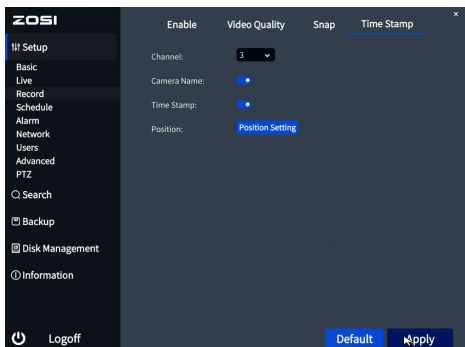 ZOSI
Enable Video Quality Snap Time Stamp ×
Setup
Basic
Live
Record
Schedule
Alarm
Network
Users
Advanced
PTZ
Search
Backup
Disk Management
Information
Logoff
Channel: 3
Camera Name:
Time Stamp:
Position: Position Setting
Default Apply